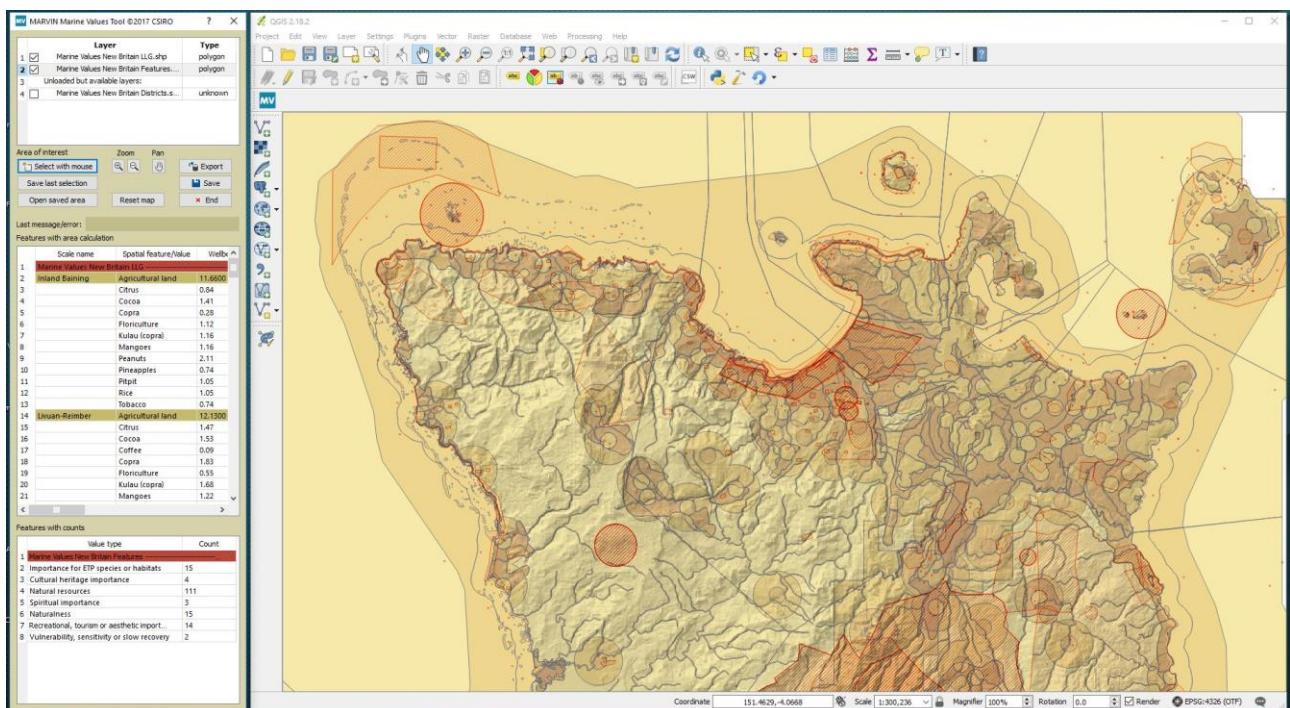 MV MARVIN Marine Values Tool ©2017 CSIRO ? X
Layer Type
1 Marine Values New Britain LLG.shp polygon
2 Marine Values New Britain Features.... polygon
3 Unloaded but available layers:
4 Marine Values New Britain Districts.s... unknown
Area of interest Zoom Pan
Select with mouse Export
Save last selection Save
Open saved area Reset map End
Last message/error:
Features with area calculation
Scale name Spatial feature/Value Wellbe
1 Marine Values New Britain LLG
2 Inland Baining Agricultural land 11.6600
3 Citrus 0.84
4 Cocoa 1.41
5 Copra 0.28
6 Floriculture 1.12
7 Kulau (copra) 1.16
8 Mangoes 1.16
9 Peanuts 2.11
10 Pineapples 0.74
11 Pitpit 1.05
12 Rice 1.05
13 Tobacco 0.74
14 Livuan-Reimber Agricultural land 12.1300
15 Citrus 1.47
16 Cocoa 1.53
17 Coffee 0.09
18 Copra 1.83
19 Floriculture 0.55
20 Kulau (copra) 1.68
21 Mangoes 1.22
Features with counts
Value type Count
1 Marine Values New Britain Features
2 Importance for ETP species or habitats 15
3 Cultural heritage importance 4
4 Natural resources 111
5 Spiritual importance 3
6 Naturalness 15
7 Recreational, tourism or aesthetic import... 14
8 Vulnerability, sensitivity or slow recovery 2
QGIS 2.18.2
Project Edit View Layer Settings Plugins Vector Raster Database Web Processing Help
CSW
MV
Coordinate 151.4629,-4.0668 Scale 1:300,236 Magnifier 100% Rotation 0.0 Render EPSG:4326 (OTF)